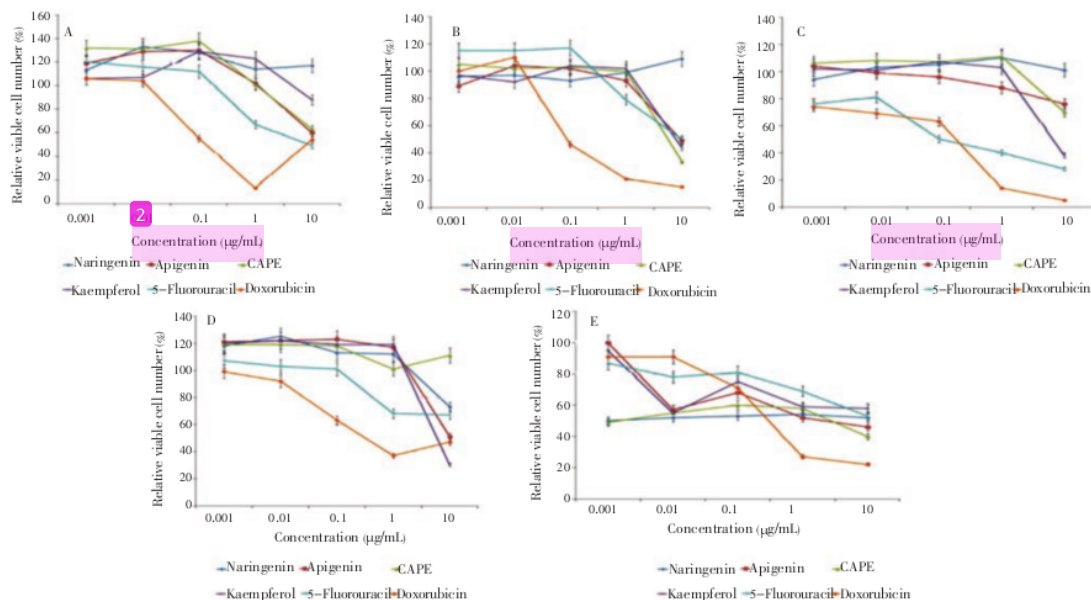 A
Relative viable cell number (%)
160
140
120
100
80
60
40
20
0
0.001 2 0.1 1 10
Concentration (μg/mL)
Naringenin Apigenin CAPE
Kaempferol 5-Fluorouracil Doxorubicin
B
Relative viable cell number (%)
140
120
100
80
60
40
20
0
0.001 0.01 0.1 1 10
Concentration (μg/mL)
Naringenin Apigenin CAPE
Kaempferol 5-Fluorouracil Doxorubicin
C
Relative viable cell number (%)
140
120
100
80
60
40
20
0
0.001 0.01 0.1 1 10
Concentration (μg/mL)
Naringenin Apigenin CAPE
Kaempferol 5-Fluorouracil Doxorubicin
D
Relative viable cell number (%)
140
120
100
80
60
40
20
0
0.001 0.01 0.1 1 10
Concentration (μg/mL)
Naringenin Apigenin CAPE
Kaempferol 5-Fluorouracil Doxorubicin
E
Relative viable cell number (%)
120
100
80
60
40
20
0
0.001 0.01 0.1 1 10
Concentration (μg/mL)
Naringenin Apigenin CAPE
Kaempferol 5-Fluorouracil Doxorubicin